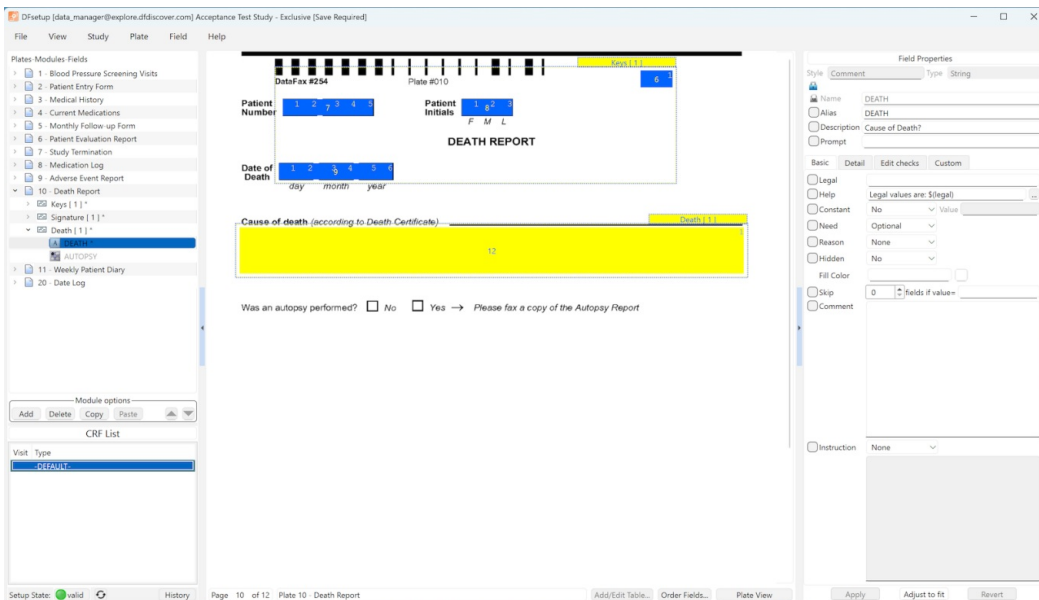 DFsetup [data_manager@explore.dfdiscover.com] Acceptance Test Study - Exclusive [Save Required]
File View Study Plate Field Help
Plates-Modules-Fields
1 - Blood Pressure Screening Visits
2 - Patient Entry Form
3 - Medical History
4 - Current Medications
5 - Monthly Follow-up Form
6 - Patient Evaluation Report
7 - Study Termination
8 - Medication Log
9 - Adverse Event Report
10 - Death Report
Keys [ 1 ] *
Signature [ 1 ] *
Death [ 1 ] *
DEATH *
AUTOPSY
11 - Weekly Patient Diary
20 - Date Log
Module options
Add Delete Copy Paste
CRF List
Visit Type
-DEFAULT-
Setup State: valid History
Keys [ 1 ]
DataFax #254 Plate #010
6 1
Patient Number
1 2 3 4 5
7
Patient Initials
1 2 3
8
F M L
DEATH REPORT
Date of Death
1 2 3 4 5 6
9
day month year
Cause of death (according to Death Certificate)
Death [ 1 ]
1
12
Was an autopsy performed? No Yes → Please fax a copy of the Autopsy Report
Page 10 of 12 Plate 10 - Death Report Add/Edit Table... Order Fields... Plate View
Field Properties
Style Comment Type String
Name DEATH
Alias DEATH
Description Cause of Death?
Prompt
Basic Detail Edit checks Custom
Legal
Help Legal values are: $(legal) ...
Constant No Value
Need Optional
Reason None
Hidden No
Fill Color
Skip 0 fields if value=
Comment
Instruction None
Apply Adjust to fit Revert